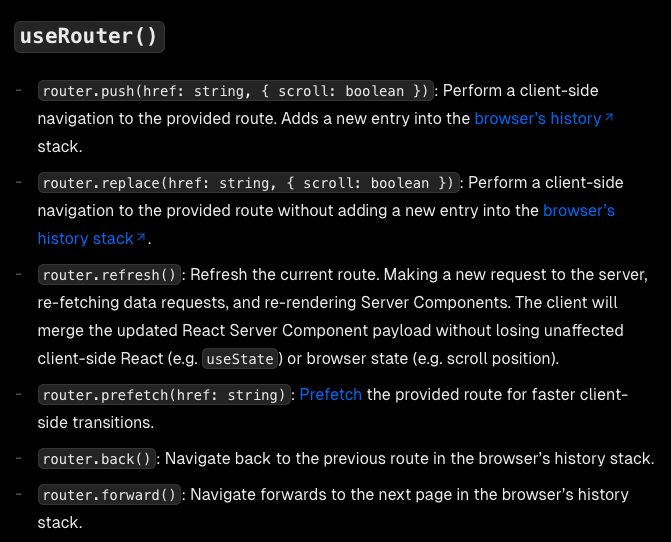 useRouter()
- router.push(href: string, { scroll: boolean }): Perform a client-side
navigation to the provided route. Adds a new entry into the browser’s history↗
stack.
- router.replace(href: string, { scroll: boolean }): Perform a client-side
navigation to the provided route without adding a new entry into the browser’s
history stack↗.
- router.refresh(): Refresh the current route. Making a new request to the server,
re-fetching data requests, and re-rendering Server Components. The client will
merge the updated React Server Component payload without losing unaffected
client-side React (e.g. useState) or browser state (e.g. scroll position).
- router.prefetch(href: string): Prefetch the provided route for faster client-
side transitions.
- router.back(): Navigate back to the previous route in the browser’s history stack.
- router.forward(): Navigate forwards to the next page in the browser’s history
stack.